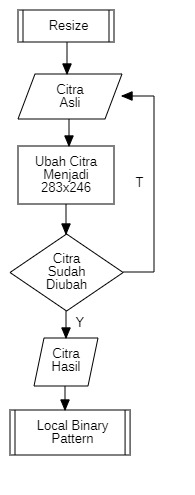 Resize
Citra
Asli
Ubah Citra
Menjadi
283x246
T
Citra
Sudah
Diubah
Y
Citra
Hasil
Local Binary
Pattern